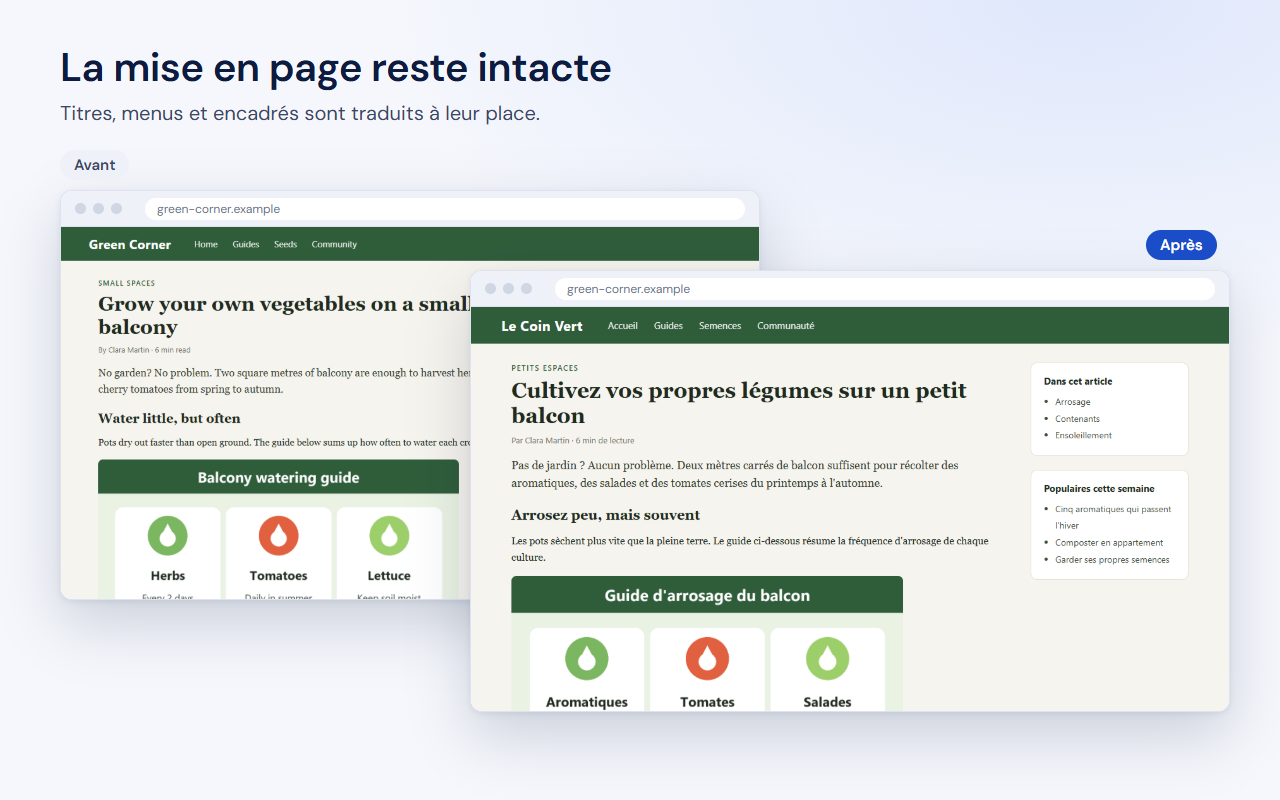 La mise en page reste intacte
Titres, menus et encadrés sont traduits à leur place.
Avant
green-corner.example
Green Corner
Home
Guides
Seeds
Community
SMALL SPACES
Grow your own vegetables on a small
balcony
By Clara Martin · 6 min read
No garden? No problem. Two square metres of balcony are enough to harvest
cherry tomatoes from spring to autumn.
Water little, but often
Pots dry out faster than open ground. The guide below sums up how often to water each
Balcony watering guide
Herbs
Tomatoes
Lettuce
Every 2 days
Daily in summer
Keep soil moist
Après
green-corner.example
Le Coin Vert
Accueil
Guides
Semences
Communauté
PETITS ESPACES
Cultivez vos propres légumes sur un petit
balcon
Par Clara Martin · 6 min de lecture
Pas de jardin ? Aucun problème. Deux mètres carrés de balcon suffisent pour récolter des
aromatiques, des salades et des tomates cerises du printemps à l'automne.
Arrosez peu, mais souvent
Les pots sèchent plus vite que la pleine terre. Le guide ci-dessous résume la fréquence d'arrosage de chaque
culture.
Guide d'arrosage du balcon
Aromatiques
Tomates
Salades
Dans cet article
Arrosage
Contenants
Ensoleillement
Populaires cette semaine
Cinq aromatiques qui passent
l'hiver
Composter en appartement
Garder ses propres semences